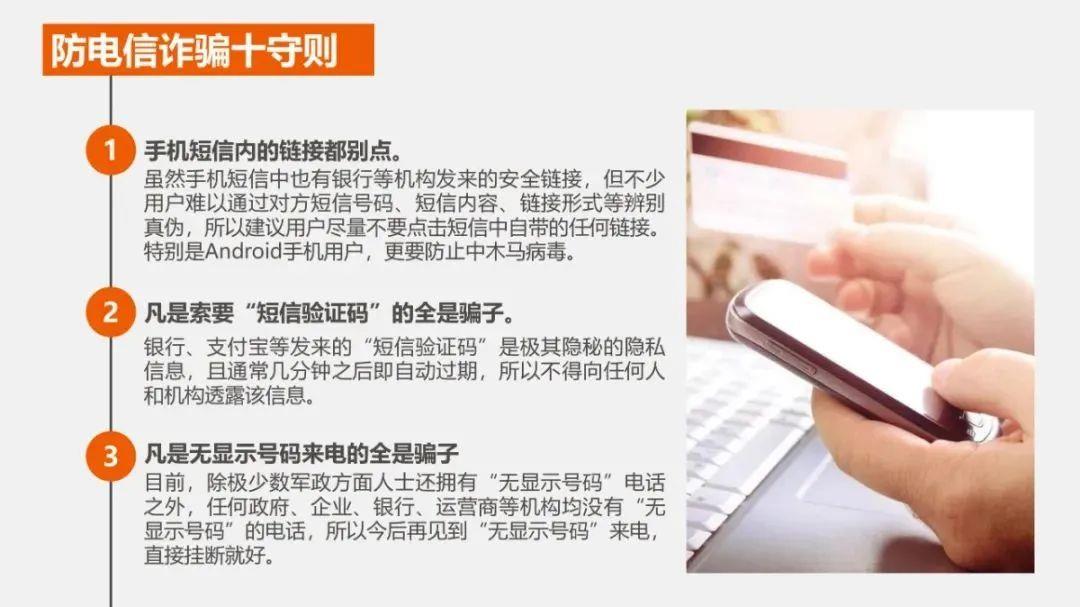 防电信诈骗十守则
1 手机短信内的链接都别点。
虽然手机短信中也有银行等机构发来的安全链接，但不少
用户难以通过对方短信号码、短信内容、链接形式等辨别
真伪，所以建议用户尽量不要点击短信中自带的任何链接。
特别是Android手机用户，更要防止中木马病毒。
2 凡是索要“短信验证码”的全是骗子。
银行、支付宝等发来的“短信验证码”是极其隐秘的隐私
信息，且通常几分钟之后即自动过期，所以不得向任何人
和机构透露该信息。
3 凡是无显示号码来电的全是骗子
目前，除极少数军政方面人士还拥有“无显示号码”电话
之外，任何政府、企业、银行、运营商等机构均没有“无
显示号码”的电话，所以今后再见到“无显示号码”来电，
直接挂断就好。